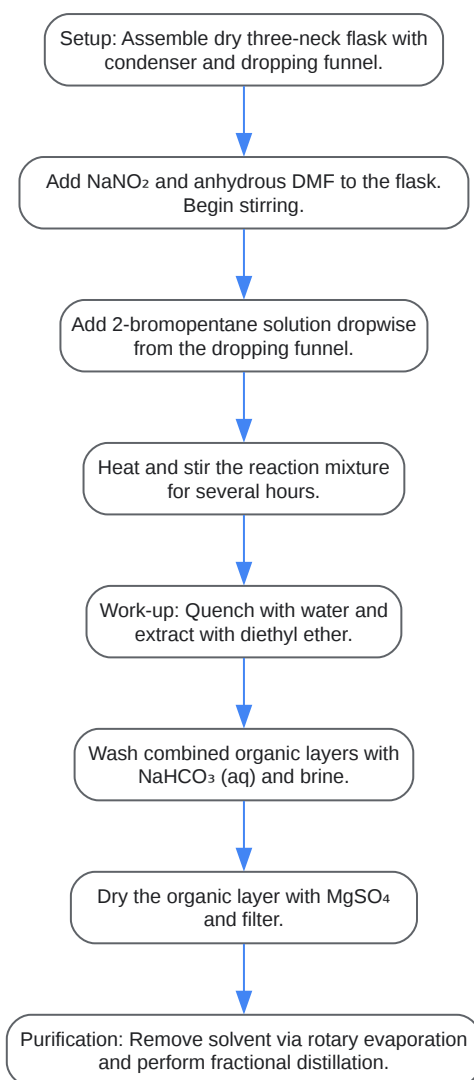 Setup: Assemble dry three-neck flask with
condenser and dropping funnel.
Add NaNO₂ and anhydrous DMF to the flask.
Begin stirring.
Add 2-bromopentane solution dropwise
from the dropping funnel.
Heat and stir the reaction mixture
for several hours.
Work-up: Quench with water and
extract with diethyl ether.
Wash combined organic layers with
NaHCO₃ (aq) and brine.
Dry the organic layer with MgSO₄
and filter.
Purification: Remove solvent via rotary evaporation
and perform fractional distillation.